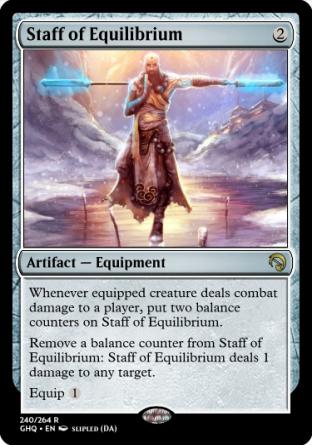 Staff of Equilibrium 2
Artifact — Equipment
Whenever equipped creature deals combat
damage to a player, put two balance
counters on Staff of Equilibrium.
Remove a balance counter from Staff of
Equilibrium: Staff of Equilibrium deals 1
damage to any target.
Equip 1
240/264 R
GHQ • EN SLIPLED (DA)